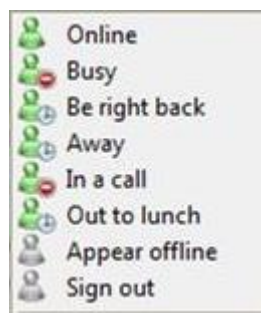 Online
Busy
Be right back
Away
In a call
Out to lunch
Appear offline
Sign out